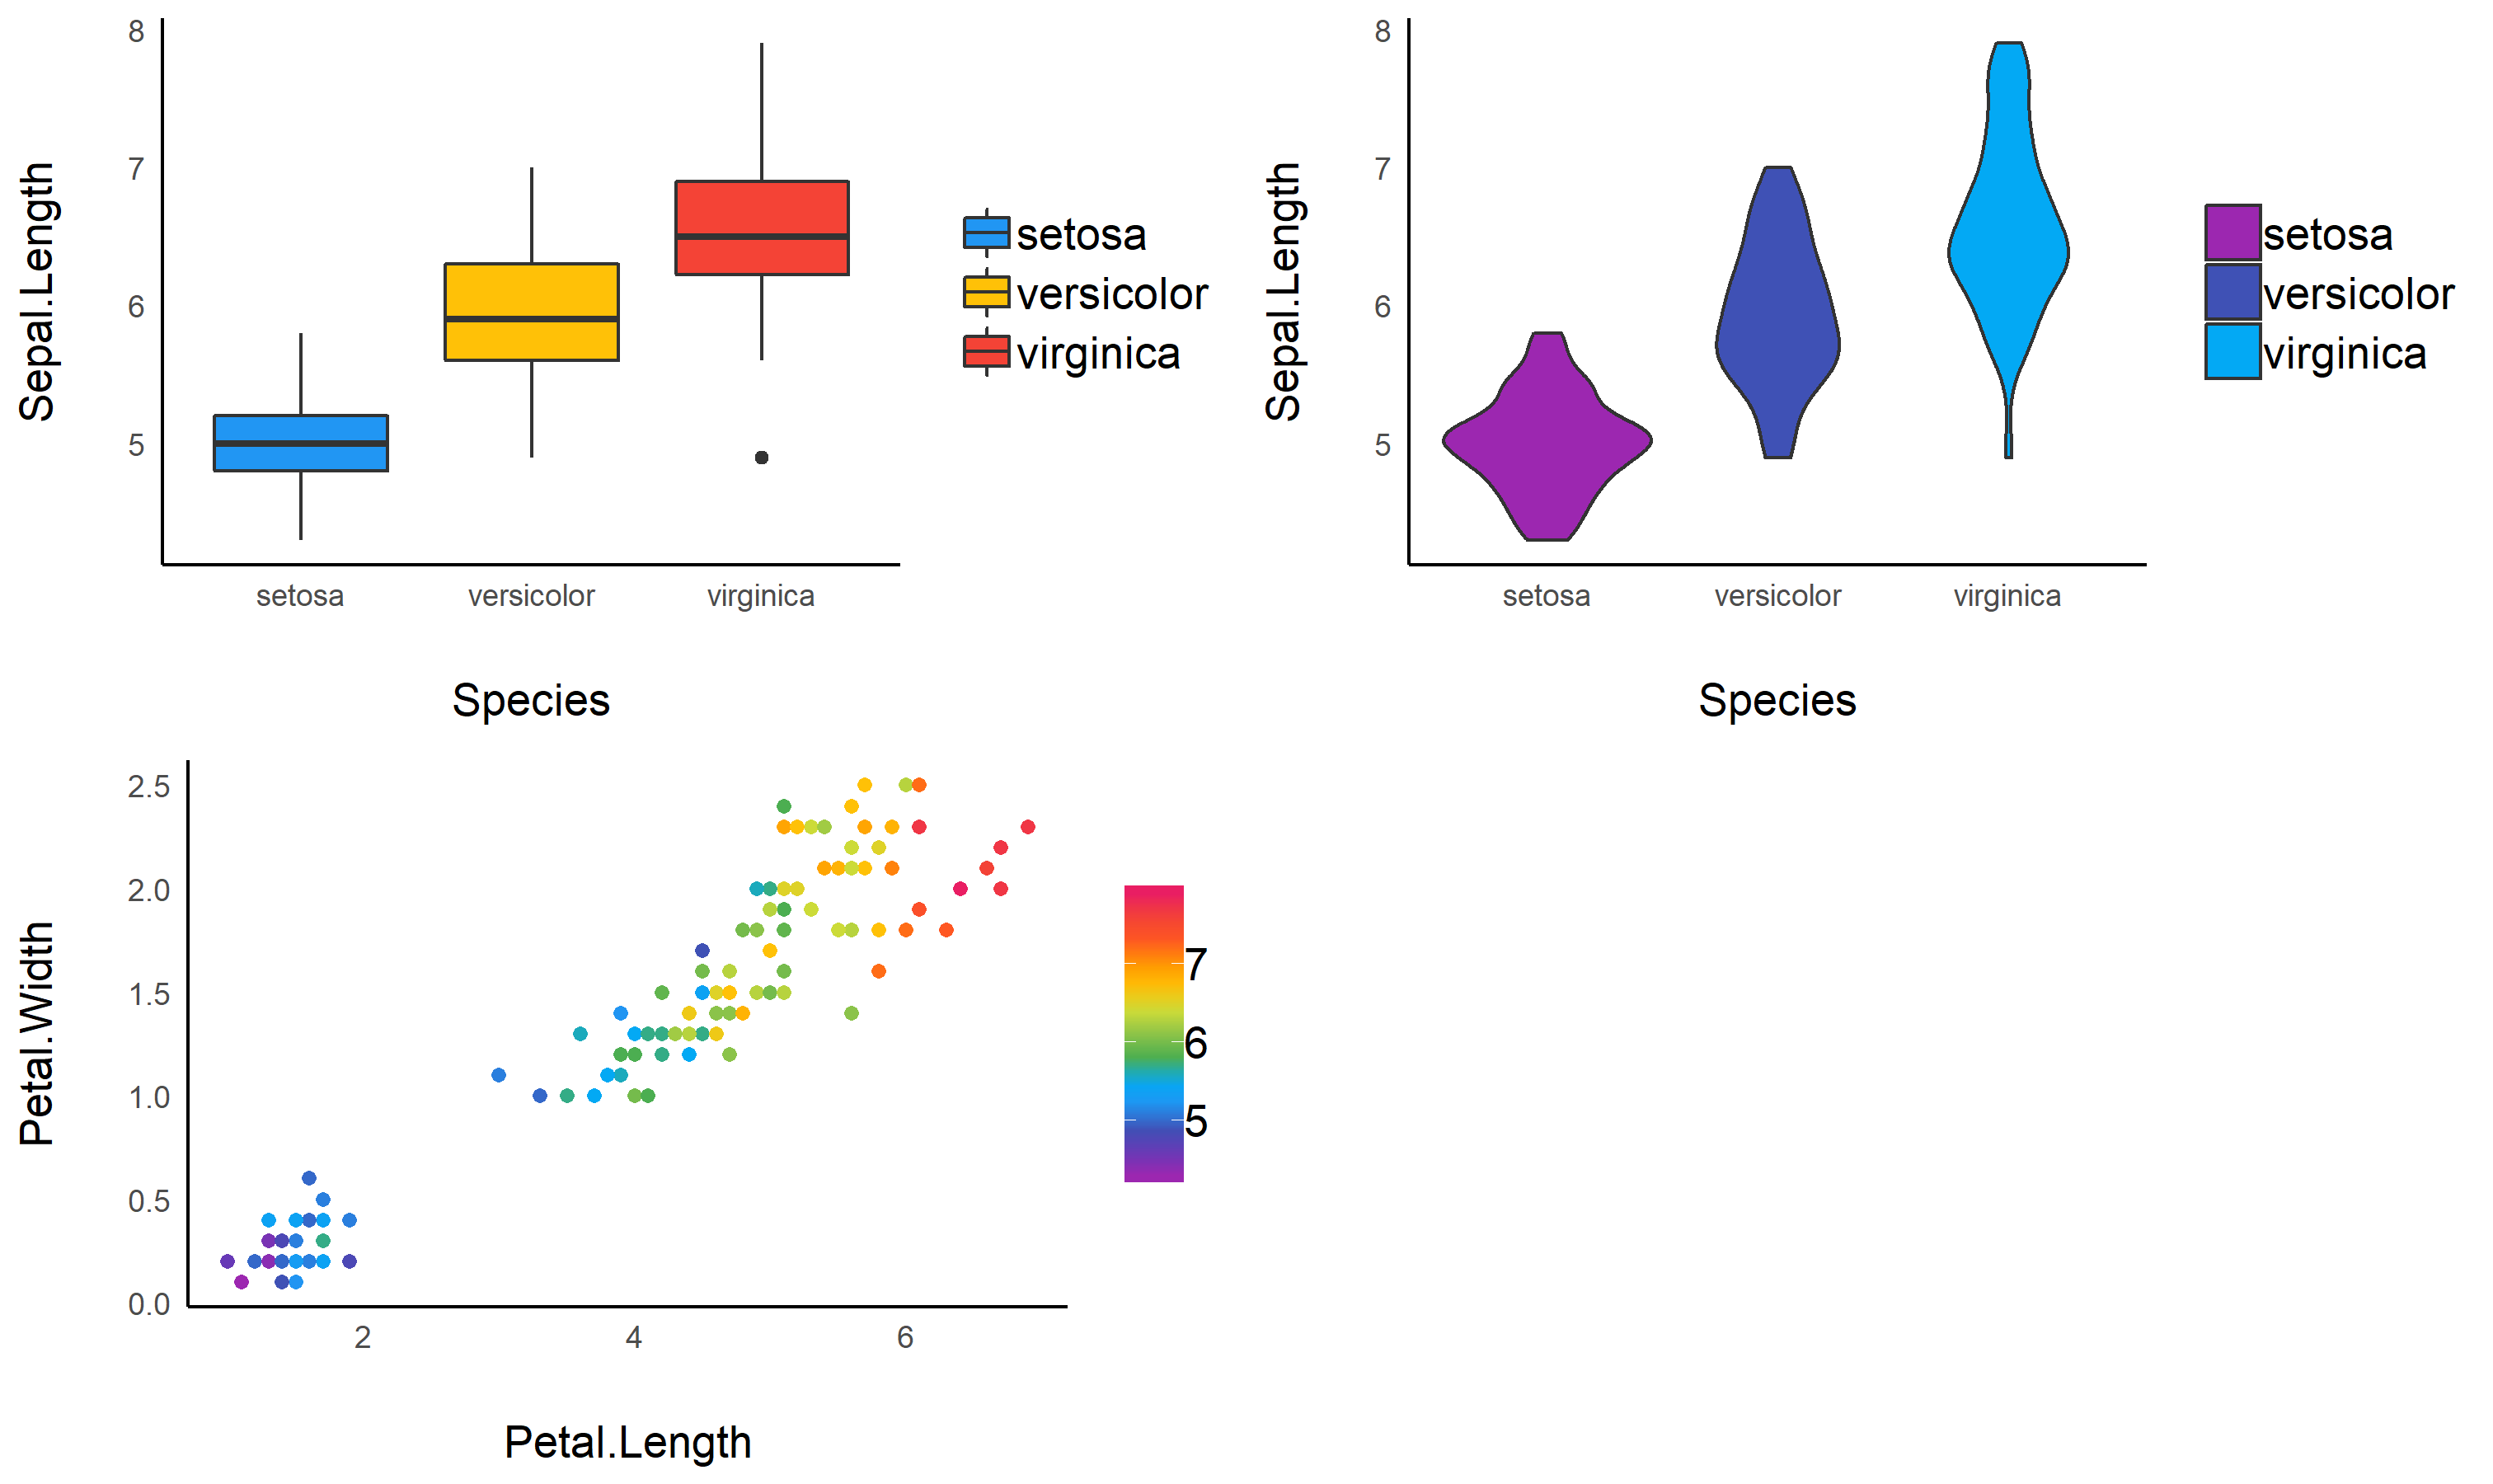 Sepal.Length
8
7
6
5
setosa
versicolor
virginica
Species
setosa
versicolor
virginica
Sepal.Length
8
7
6
5
setosa
versicolor
virginica
Species
setosa
versicolor
virginica
Petal.Width
2.5
2.0
1.5
1.0
0.5
0.0
2
4
6
Petal.Length
7
6
5